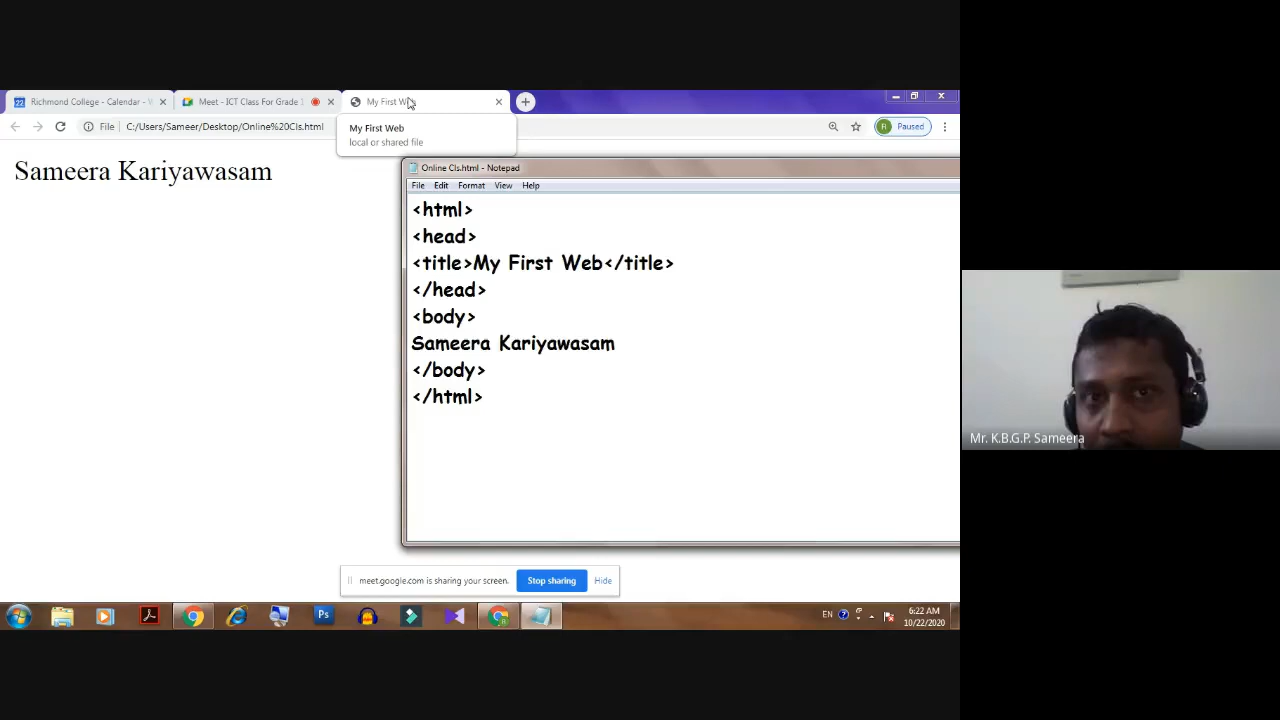 Richmond College - Calendar -
Meet - ICT Class For Grade 1
My First We
File
C:/Users/Sameer/Desktop/Online%20Cls.html
R
Paused
My First Web
local or shared file
Sameera Kariyawasam
Online Cls.html - Notepad
File Edit Format View Help
<html>
<head>
<title>My First Web</title>
</head>
<body>
Sameera Kariyawasam
</body>
</html>
Mr. K.B.G.P. Sameera
meet.google.com is sharing your screen.
Stop sharing
Hide
Ps
EN
6:22 AM
10/22/2020